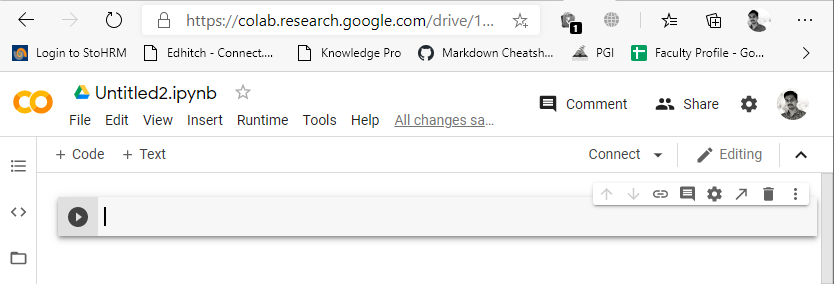 https://colab.research.google.com/drive/1...
1
Login to StoHRM
Edhitch - Connect....
Knowledge Pro
Markdown Cheatsh...
PGI
Faculty Profile - Go...
CO
Untitled2.ipynb
Comment
Share
File Edit View Insert Runtime Tools Help All changes sa...
+ Code + Text
Connect
Editing